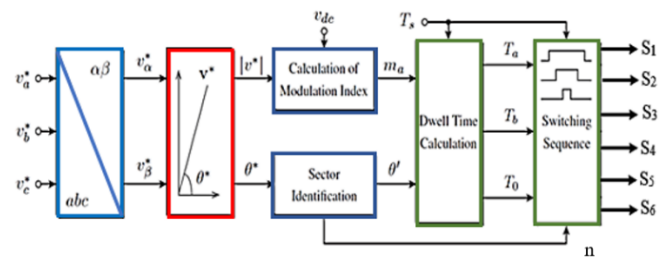 v*a
v*b
v*c
αβ
abc
v*α
v*β
v*
θ*
|v*|
θ*
vdc
Calculation of
Modulation Index
Sector
Identification
ma
θ′
Ts
Dwell Time
Calculation
Ta
Tb
T0
Switching
Sequence
S1
S2
S3
S4
S5
S6
n